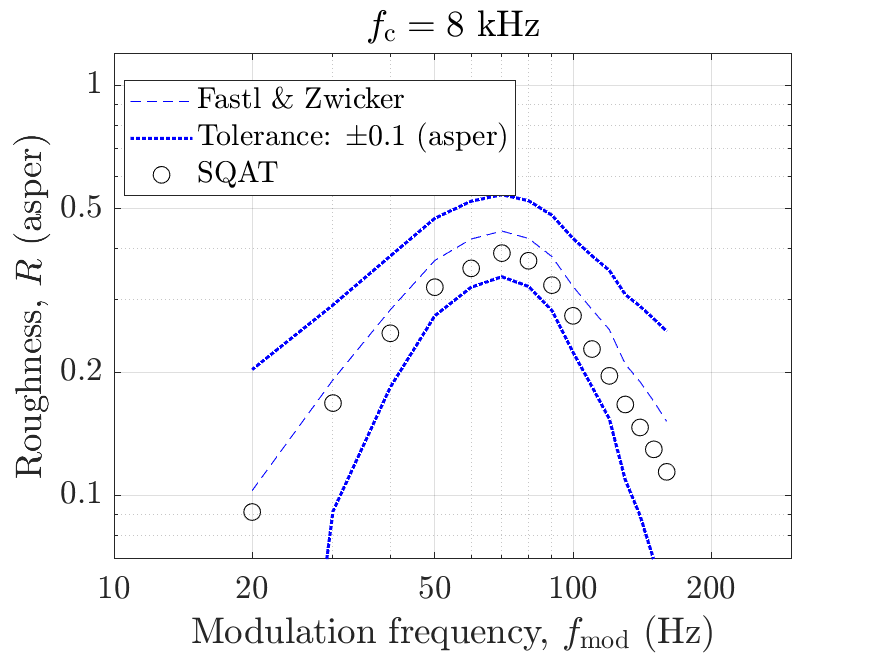 f_c = 8 kHz
Fastl & Zwicker
Tolerance: ±0.1 (asper)
SQAT
Roughness, R (asper)
1
0.5
0.2
0.1
10 20 50 100 200
Modulation frequency, f_mod (Hz)